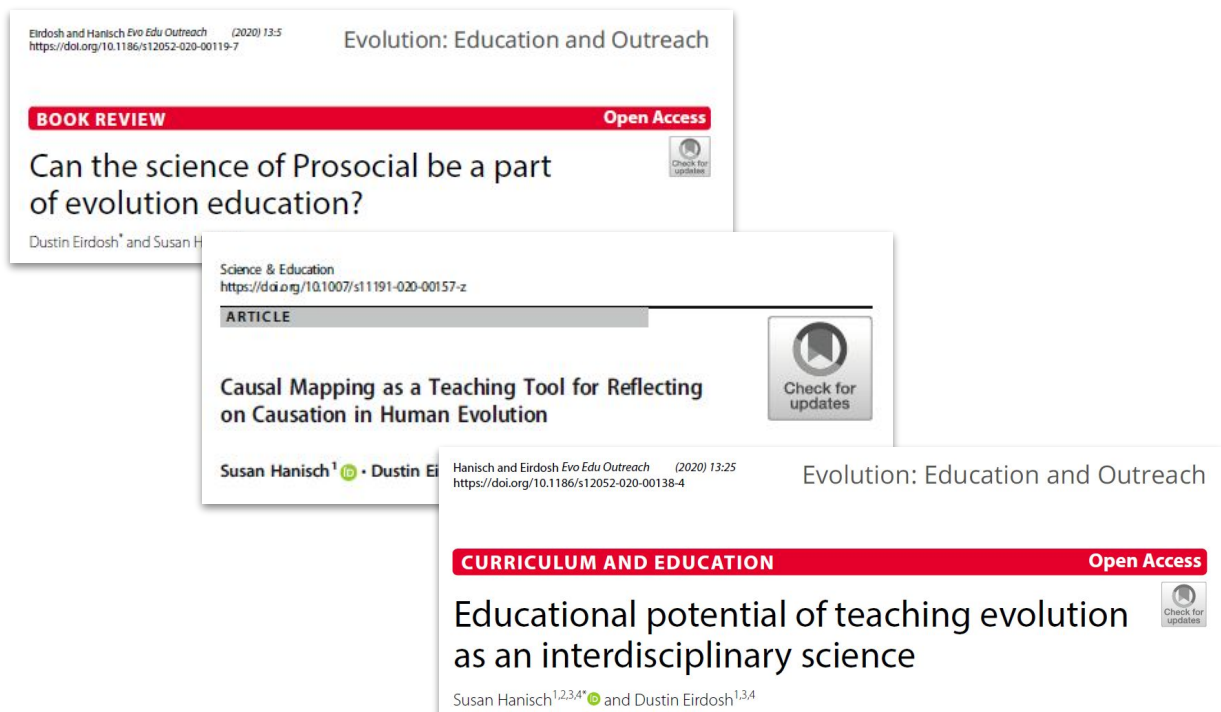 Eirdosh and Hanisch Evo Edu Outreach (2020) 13:5
https://doi.org/10.1186/s12052-020-00119-7
Evolution: Education and Outreach
BOOK REVIEW
Open Access
Can the science of Prosocial be a part
of evolution education?
Check for
updates
Dustin Eirdosh* and Susan H
Science & Education
https://doi.org/10.1007/s11191-020-00157-z
ARTICLE
Causal Mapping as a Teaching Tool for Reflecting
on Causation in Human Evolution
Check for
updates
Susan Hanisch1 iD · Dustin Ei
Hanisch and Eirdosh Evo Edu Outreach (2020) 13:25
https://doi.org/10.1186/s12052-020-00138-4
Evolution: Education and Outreach
CURRICULUM AND EDUCATION
Open Access
Educational potential of teaching evolution
as an interdisciplinary science
Check for
updates
Susan Hanisch1,2,3,4* iD and Dustin Eirdosh1,3,4